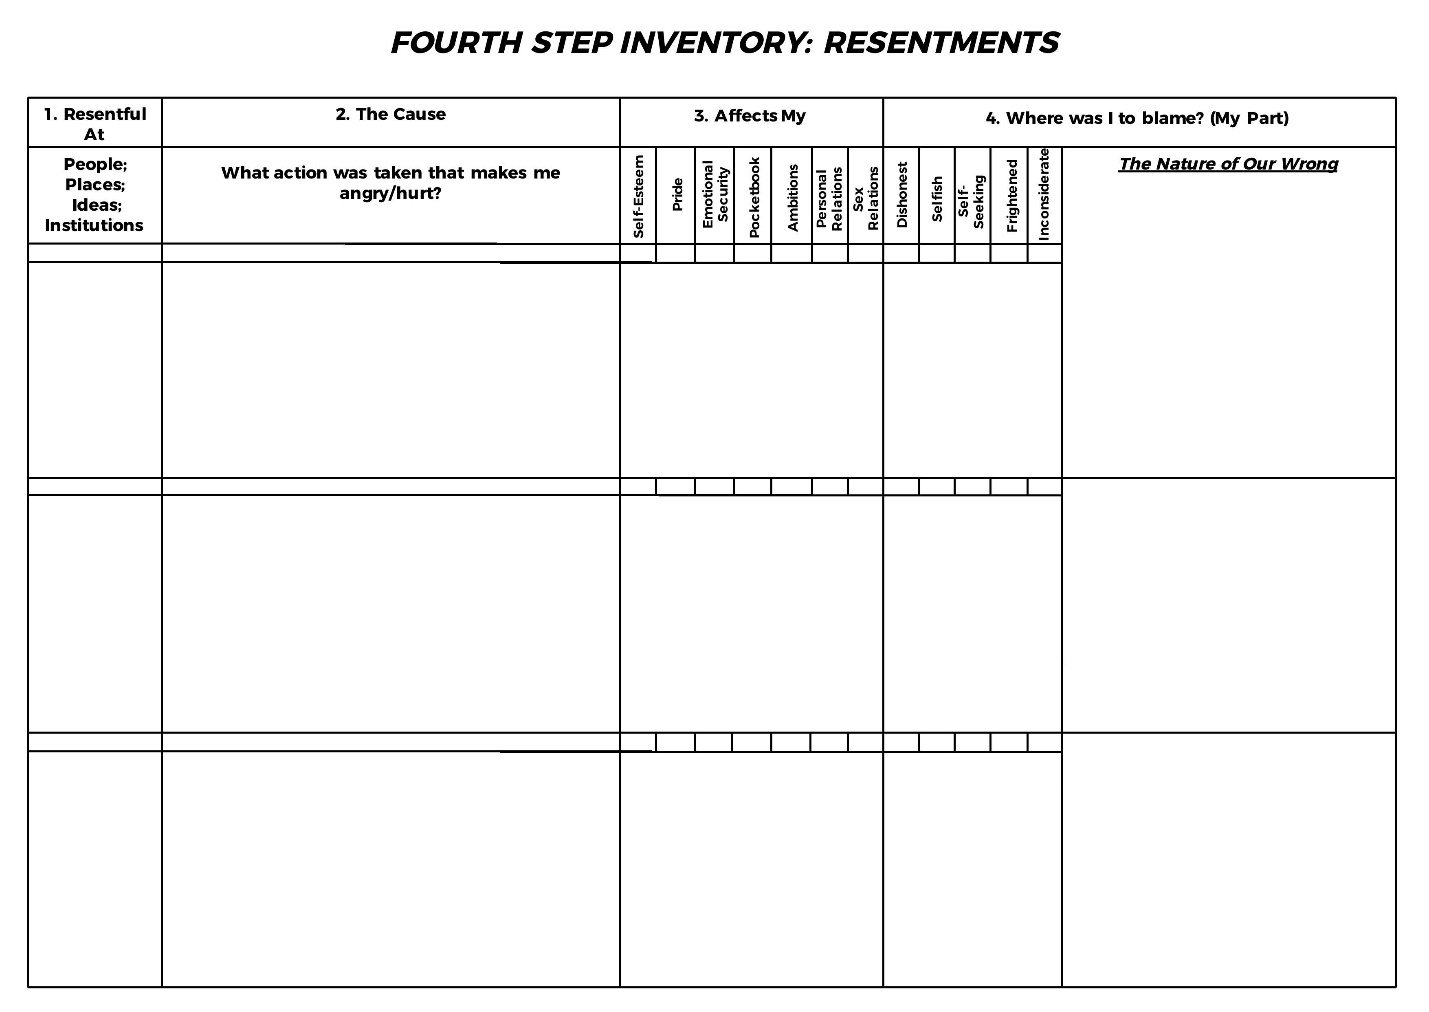 FOURTH STEP INVENTORY: RESENTMENTS
1. Resentful
At
2. The Cause
3. Affects My
4. Where was I to blame? (My Part)
People;
Places;
Ideas;
Institutions
What action was taken that makes me
angry/hurt?
Self-Esteem
Pride
Emotional
Security
Pocketbook
Ambitions
Personal
Relations
Sex
Relations
Dishonest
Selfish
Self-
Seeking
Frightened
Inconsiderate
The Nature of Our Wrong